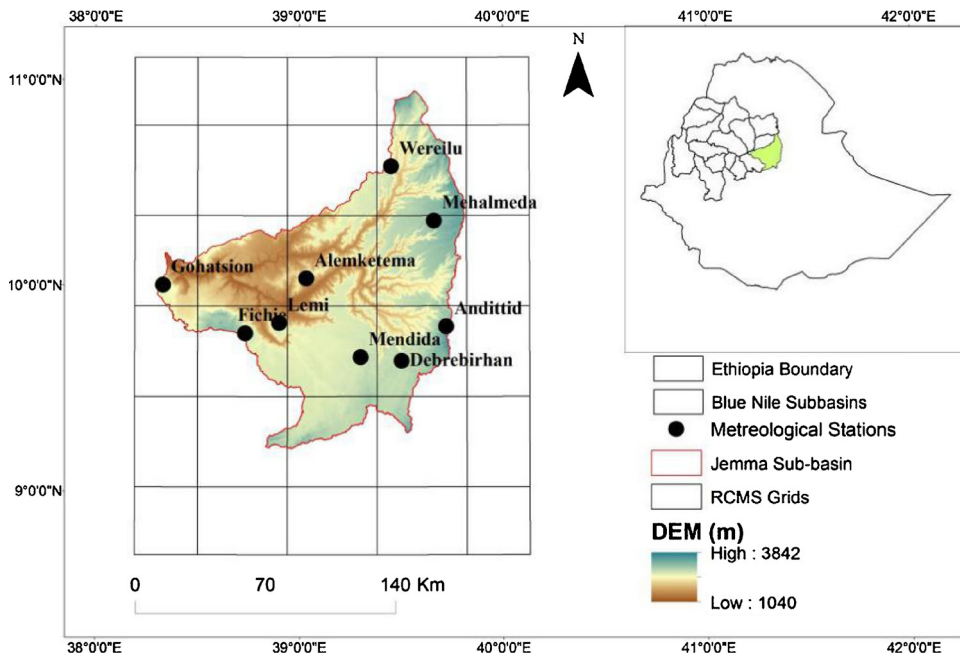 38°0'0"E 39°0'0"E 40°0'0"E 41°0'0"E 42°0'0"E
11°0'0"N
10°0'0"N
9°0'0"N
N
Wereilu
Mehalmeda
Gohatsion
Alemketema
Lemi
Fichie
Andittid
Mendida
Debrebirhan
0 70 140 Km
Ethiopia Boundary
Blue Nile Subbasins
Metreological Stations
Jemma Sub-basin
RCMS Grids
DEM (m)
High : 3842
Low : 1040
38°0'0"E 39°0'0"E 40°0'0"E 41°0'0"E 42°0'0"E